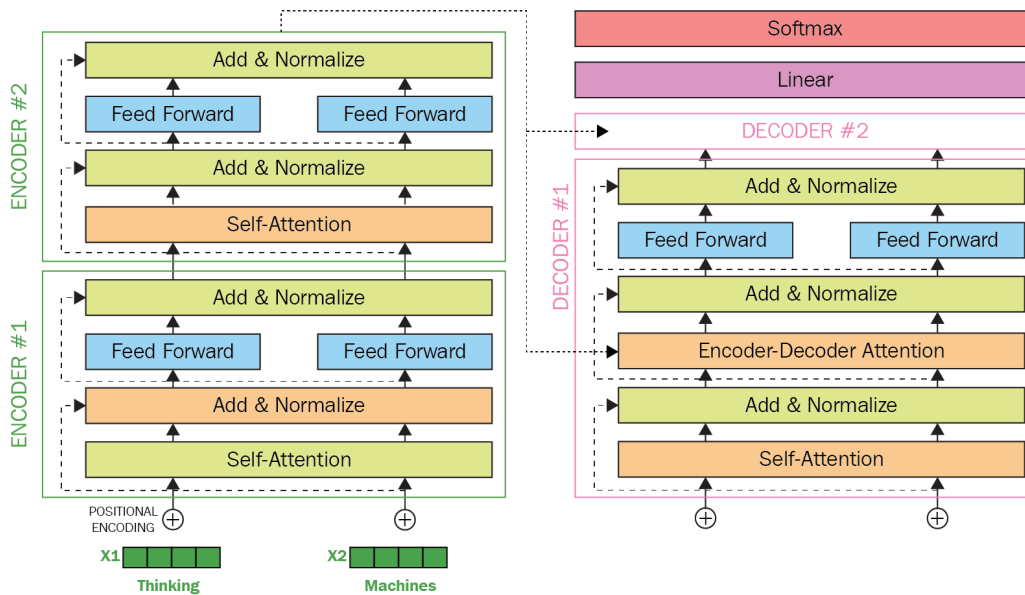 ENCODER #2
Add & Normalize
Feed Forward
Feed Forward
Add & Normalize
Self-Attention
ENCODER #1
Add & Normalize
Feed Forward
Feed Forward
Add & Normalize
Self-Attention
POSITIONAL
ENCODING
X1
X2
Thinking
Machines
Softmax
Linear
DECODER #2
DECODER #1
Add & Normalize
Feed Forward
Feed Forward
Add & Normalize
Encoder-Decoder Attention
Add & Normalize
Self-Attention